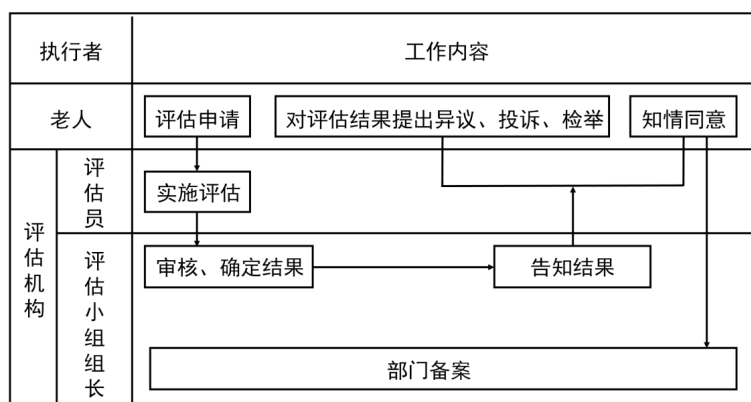 执行者
工作内容
老人
评估申请
对评估结果提出异议、投诉、检举
知情同意
评估机构
评估员
实施评估
评估小组组长
审核、确定结果
告知结果
部门备案